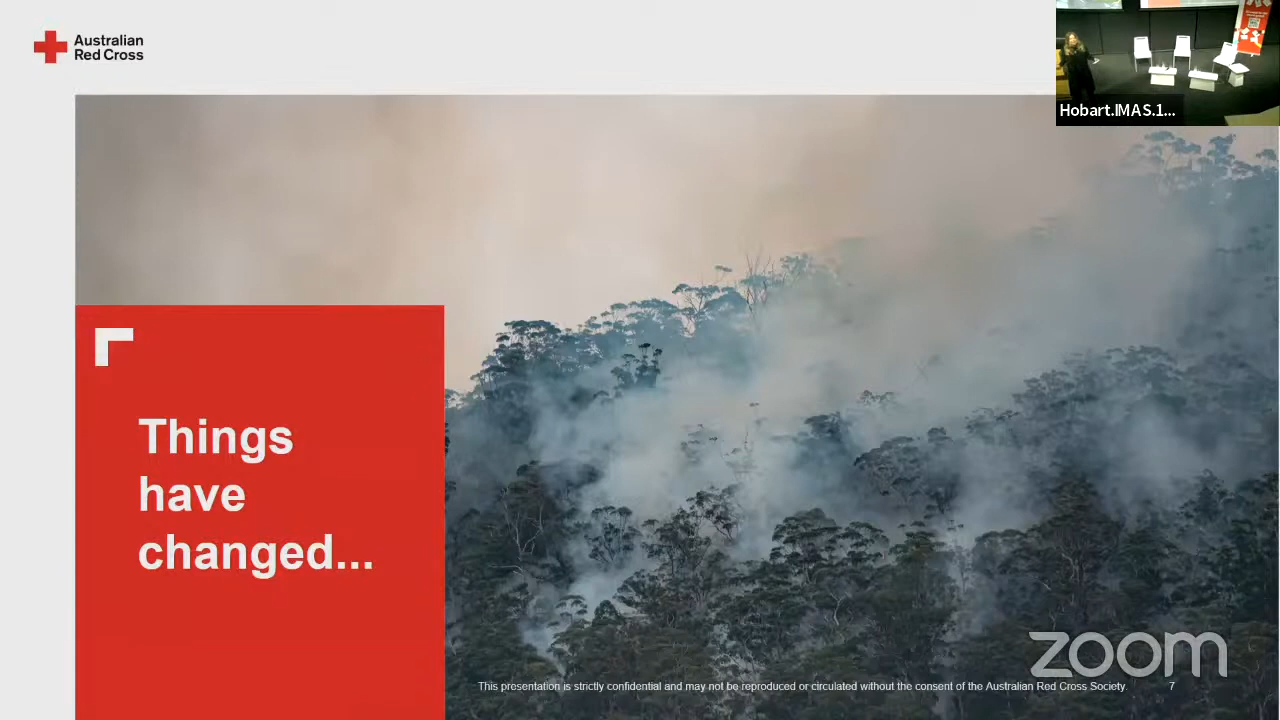 Australian
Red Cross
Hobart.IMAS.1...
Things
have
changed...
zoom
This presentation is strictly confidential and may not be reproduced or circulated without the consent of the Australian Red Cross Society.
7